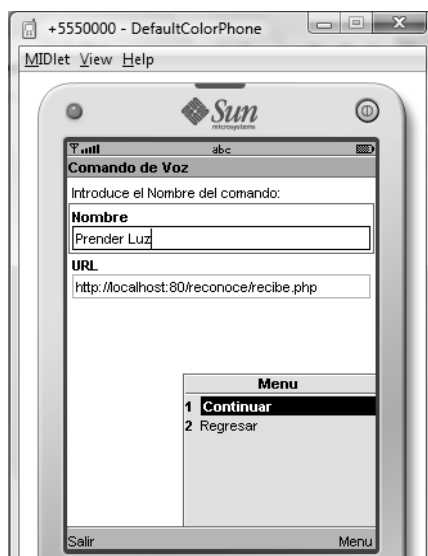 +5550000 - DefaultColorPhone
MIDlet View Help
Sun
microsystems
abc
Comando de Voz
Introduce el Nombre del comando:
Nombre
Prender Luz
URL
http://localhost:80/reconoce/recibe.php
Menu
1 Continuar
2 Regresar
Salir Menu